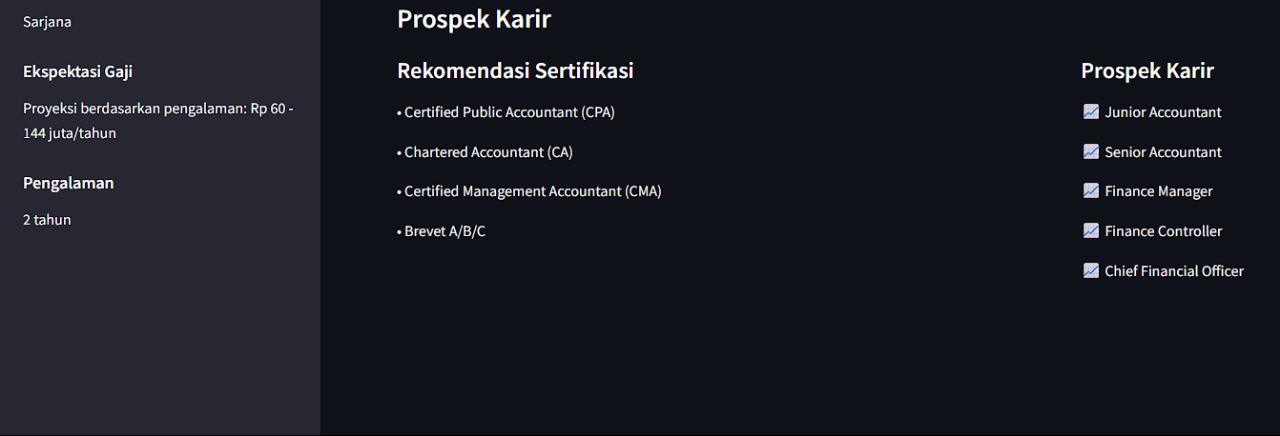 Sarjana
Ekspektasi Gaji
Proyeksi berdasarkan pengalaman: Rp 60 -
144 juta/tahun
Pengalaman
2 tahun
Prospek Karir
Rekomendasi Sertifikasi
• Certified Public Accountant (CPA)
• Chartered Accountant (CA)
• Certified Management Accountant (CMA)
• Brevet A/B/C
Prospek Karir
📈 Junior Accountant
📈 Senior Accountant
📈 Finance Manager
📈 Finance Controller
📈 Chief Financial Officer